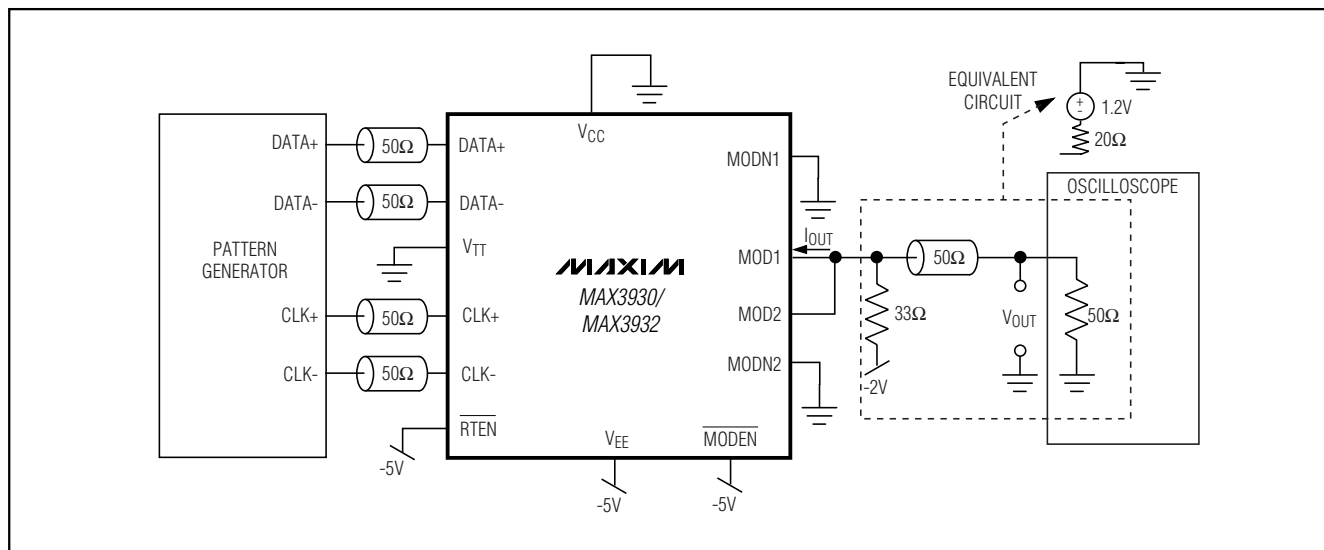 EQUIVALENT
CIRCUIT
+
-
1.2V
20Ω
OSCILLOSCOPE
PATTERN
GENERATOR
DATA+
50Ω
DATA+
DATA-
50Ω
DATA-
VTT
CLK+
50Ω
CLK+
CLK-
50Ω
CLK-
RTEN
-5V
VCC
MAXIM
MAX3930/
MAX3932
VEE
-5V
MODEN
-5V
MODN1
MOD1
MOD2
MODN2
IOUT
50Ω
33Ω
-2V
VOUT
50Ω